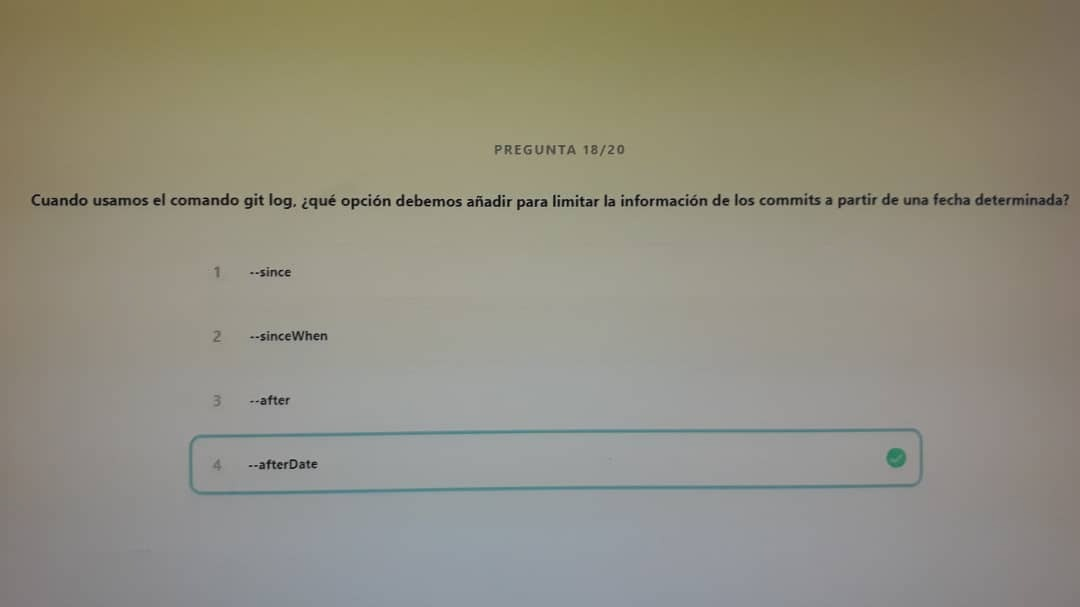 PREGUNTA 18/20
Cuando usamos el comando git log, ¿qué opción debemos añadir para limitar la información de los commits a partir de una fecha determinada?
1 --since
2 --sinceWhen
3 --after
4 --afterDate